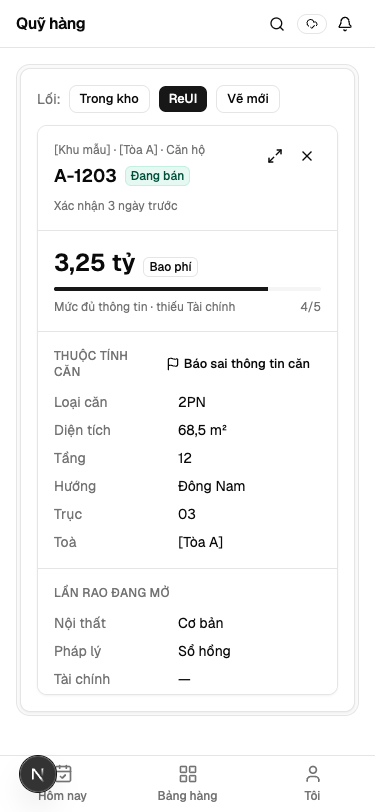 Quỹ hàng
Lối: Trong kho ReUI Vẽ mới
[Khu mẫu] · [Tòa A] · Căn hộ
A-1203 Đang bán
Xác nhận 3 ngày trước
3,25 tỷ Bao phí
Mức đủ thông tin · thiếu Tài chính 4/5
THUỘC TÍNH CĂN
Báo sai thông tin căn
Loại căn 2PN
Diện tích 68,5 m²
Tầng 12
Hướng Đông Nam
Trục 03
Toà [Tòa A]
LẦN RAO ĐANG MỞ
Nội thất Cơ bản
Pháp lý Sổ hồng
Tài chính —
N
Hôm nay Bảng hàng Tôi